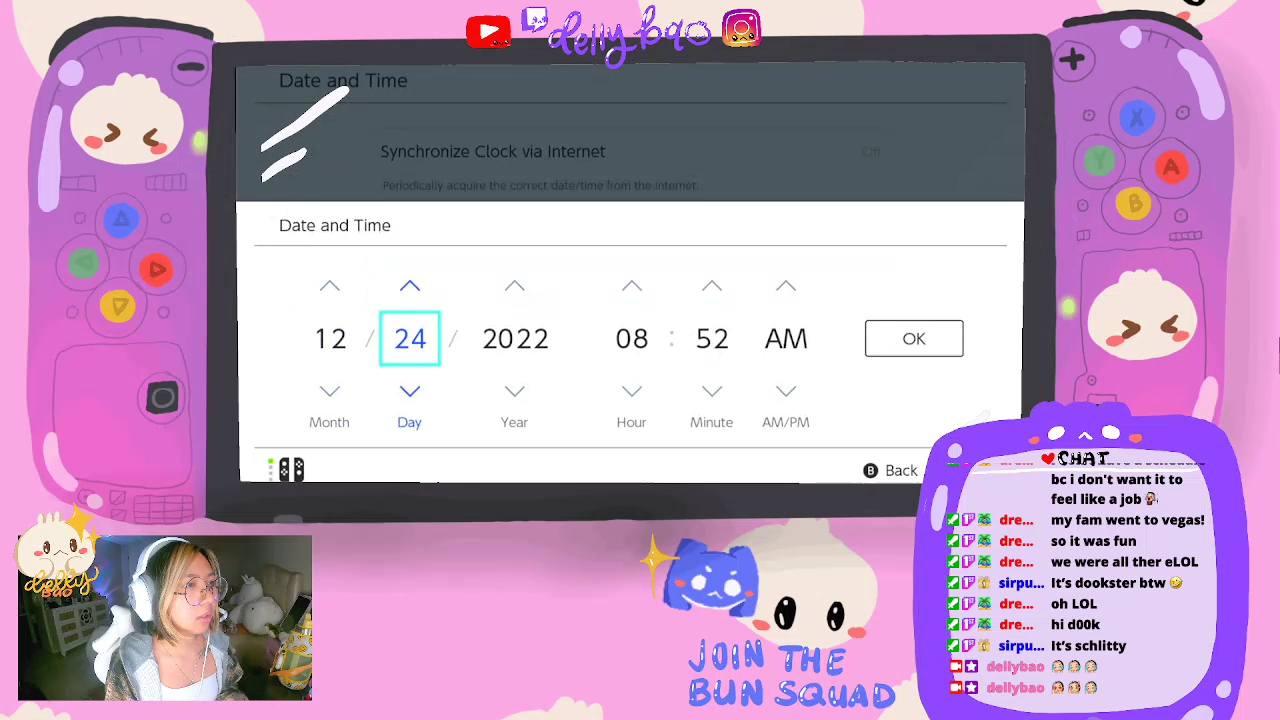 dellybao
Date and Time
Synchronize Clock via Internet
Off
Periodically acquire the correct date/time from the internet.
Date and Time
12 / 24 / 2022 08 : 52 AM
OK
Month Day Year Hour Minute AM/PM
B Back
X
Y
A
B
CHAT
bc i don't want it to
feel like a job
dre... my fam went to vegas!
dre... so it was fun
dre... we were all ther eLOL
sirpu... It's dookster btw
dre... oh LOL
dre... hi d00k
sirpu... It's schlitty
dellybao
dellybao
delly
BAO
JOIN THE
BUN SQUAD